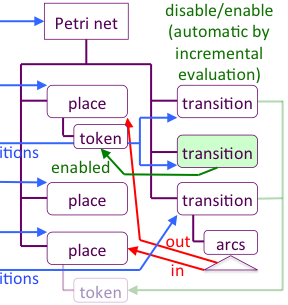 Petri net
disable/enable
(automatic by
incremental
evaluation)
place
transition
token
itions
transition
enabled
place
transition
place
out
arcs
in
itions
token